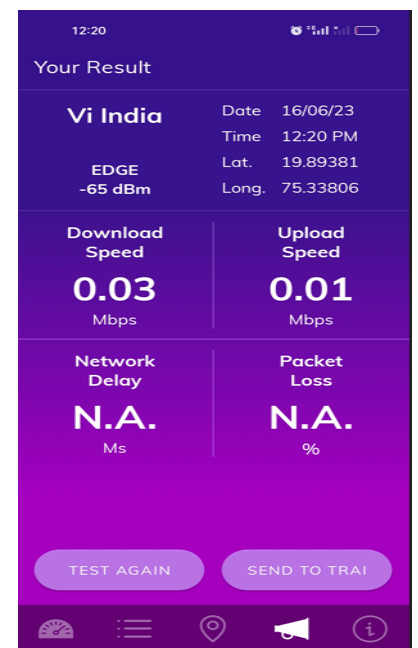 12:20
Your Result
Vi India
EDGE
-65 dBm
Date 16/06/23
Time 12:20 PM
Lat. 19.89381
Long. 75.33806
Download
Speed
0.03
Mbps
Upload
Speed
0.01
Mbps
Network
Delay
N.A.
Ms
Packet
Loss
N.A.
%
TEST AGAIN
SEND TO TRAI
i